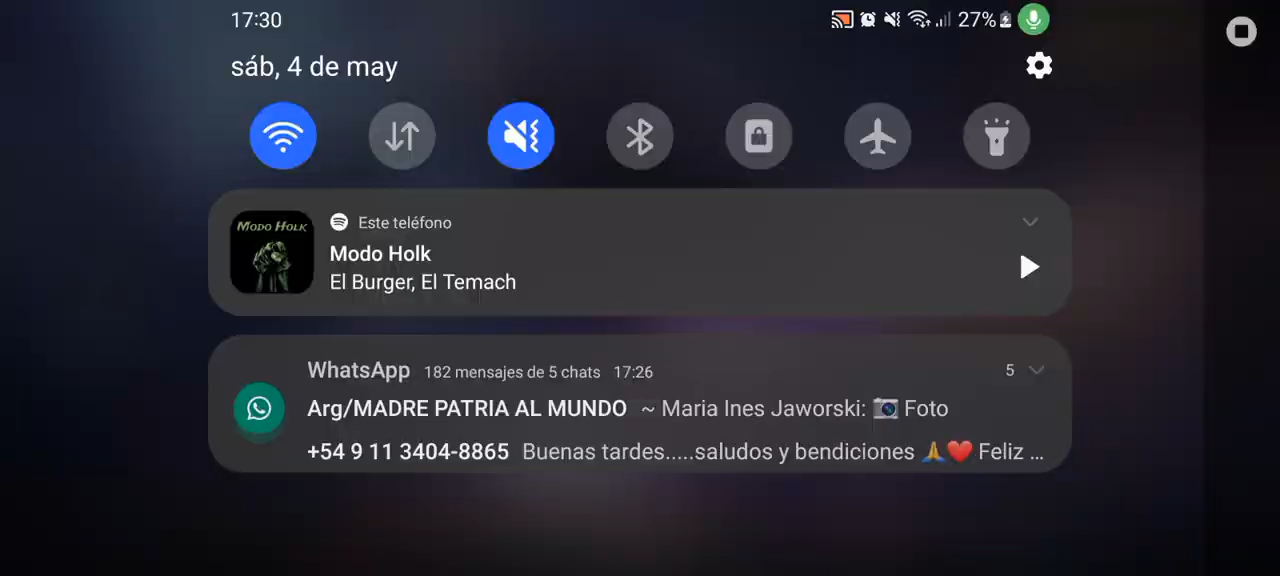 17:30
27%
sáb, 4 de may
MODO HOLK
Este teléfono
Modo Holk
El Burger, El Temach
WhatsApp 182 mensajes de 5 chats 17:26 5
Arg/MADRE PATRIA AL MUNDO ~ Maria Ines Jaworski: 📷 Foto
+54 9 11 3404-8865 Buenas tardes.....saludos y bendiciones 🙏❤️ Feliz ...